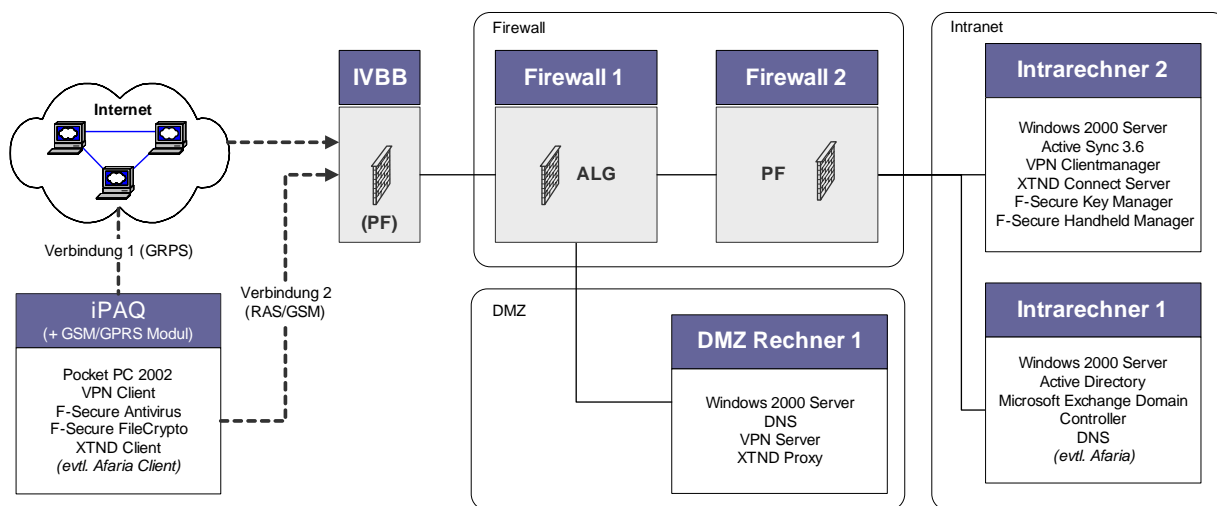 Internet
Verbindung 1 (GRPS)
iPAQ
(+ GSM/GPRS Modul)
Pocket PC 2002
VPN Client
F-Secure Antivirus
F-Secure FileCrypto
XTND Client
(evtl. Afaria Client)
Verbindung 2
(RAS/GSM)
IVBB
(PF)
Firewall
Firewall 1
ALG
Firewall 2
PF
DMZ
DMZ Rechner 1
Windows 2000 Server
DNS
VPN Server
XTND Proxy
Intranet
Intrarechner 2
Windows 2000 Server
Active Sync 3.6
VPN Clientmanager
XTND Connect Server
F-Secure Key Manager
F-Secure Handheld Manager
Intrarechner 1
Windows 2000 Server
Active Directory
Microsoft Exchange Domain
Controller
DNS
(evtl. Afaria)